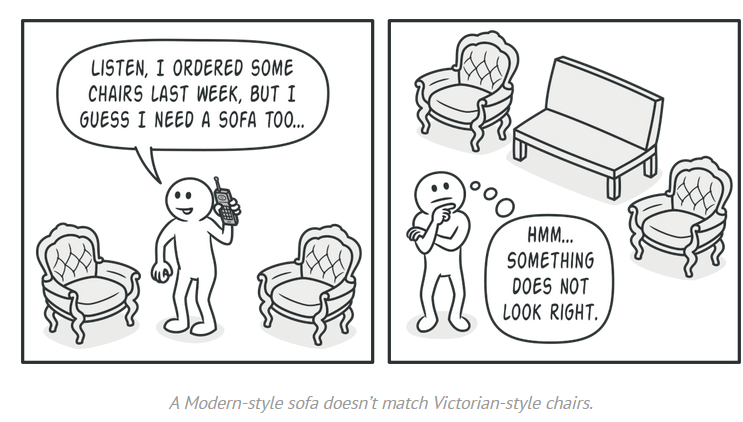 LISTEN, I ORDERED SOME
CHAIRS LAST WEEK, BUT I
GUESS I NEED A SOFA TOO...
HMM...
SOMETHING
DOES NOT
LOOK RIGHT.
A Modern-style sofa doesn't match Victorian-style chairs.